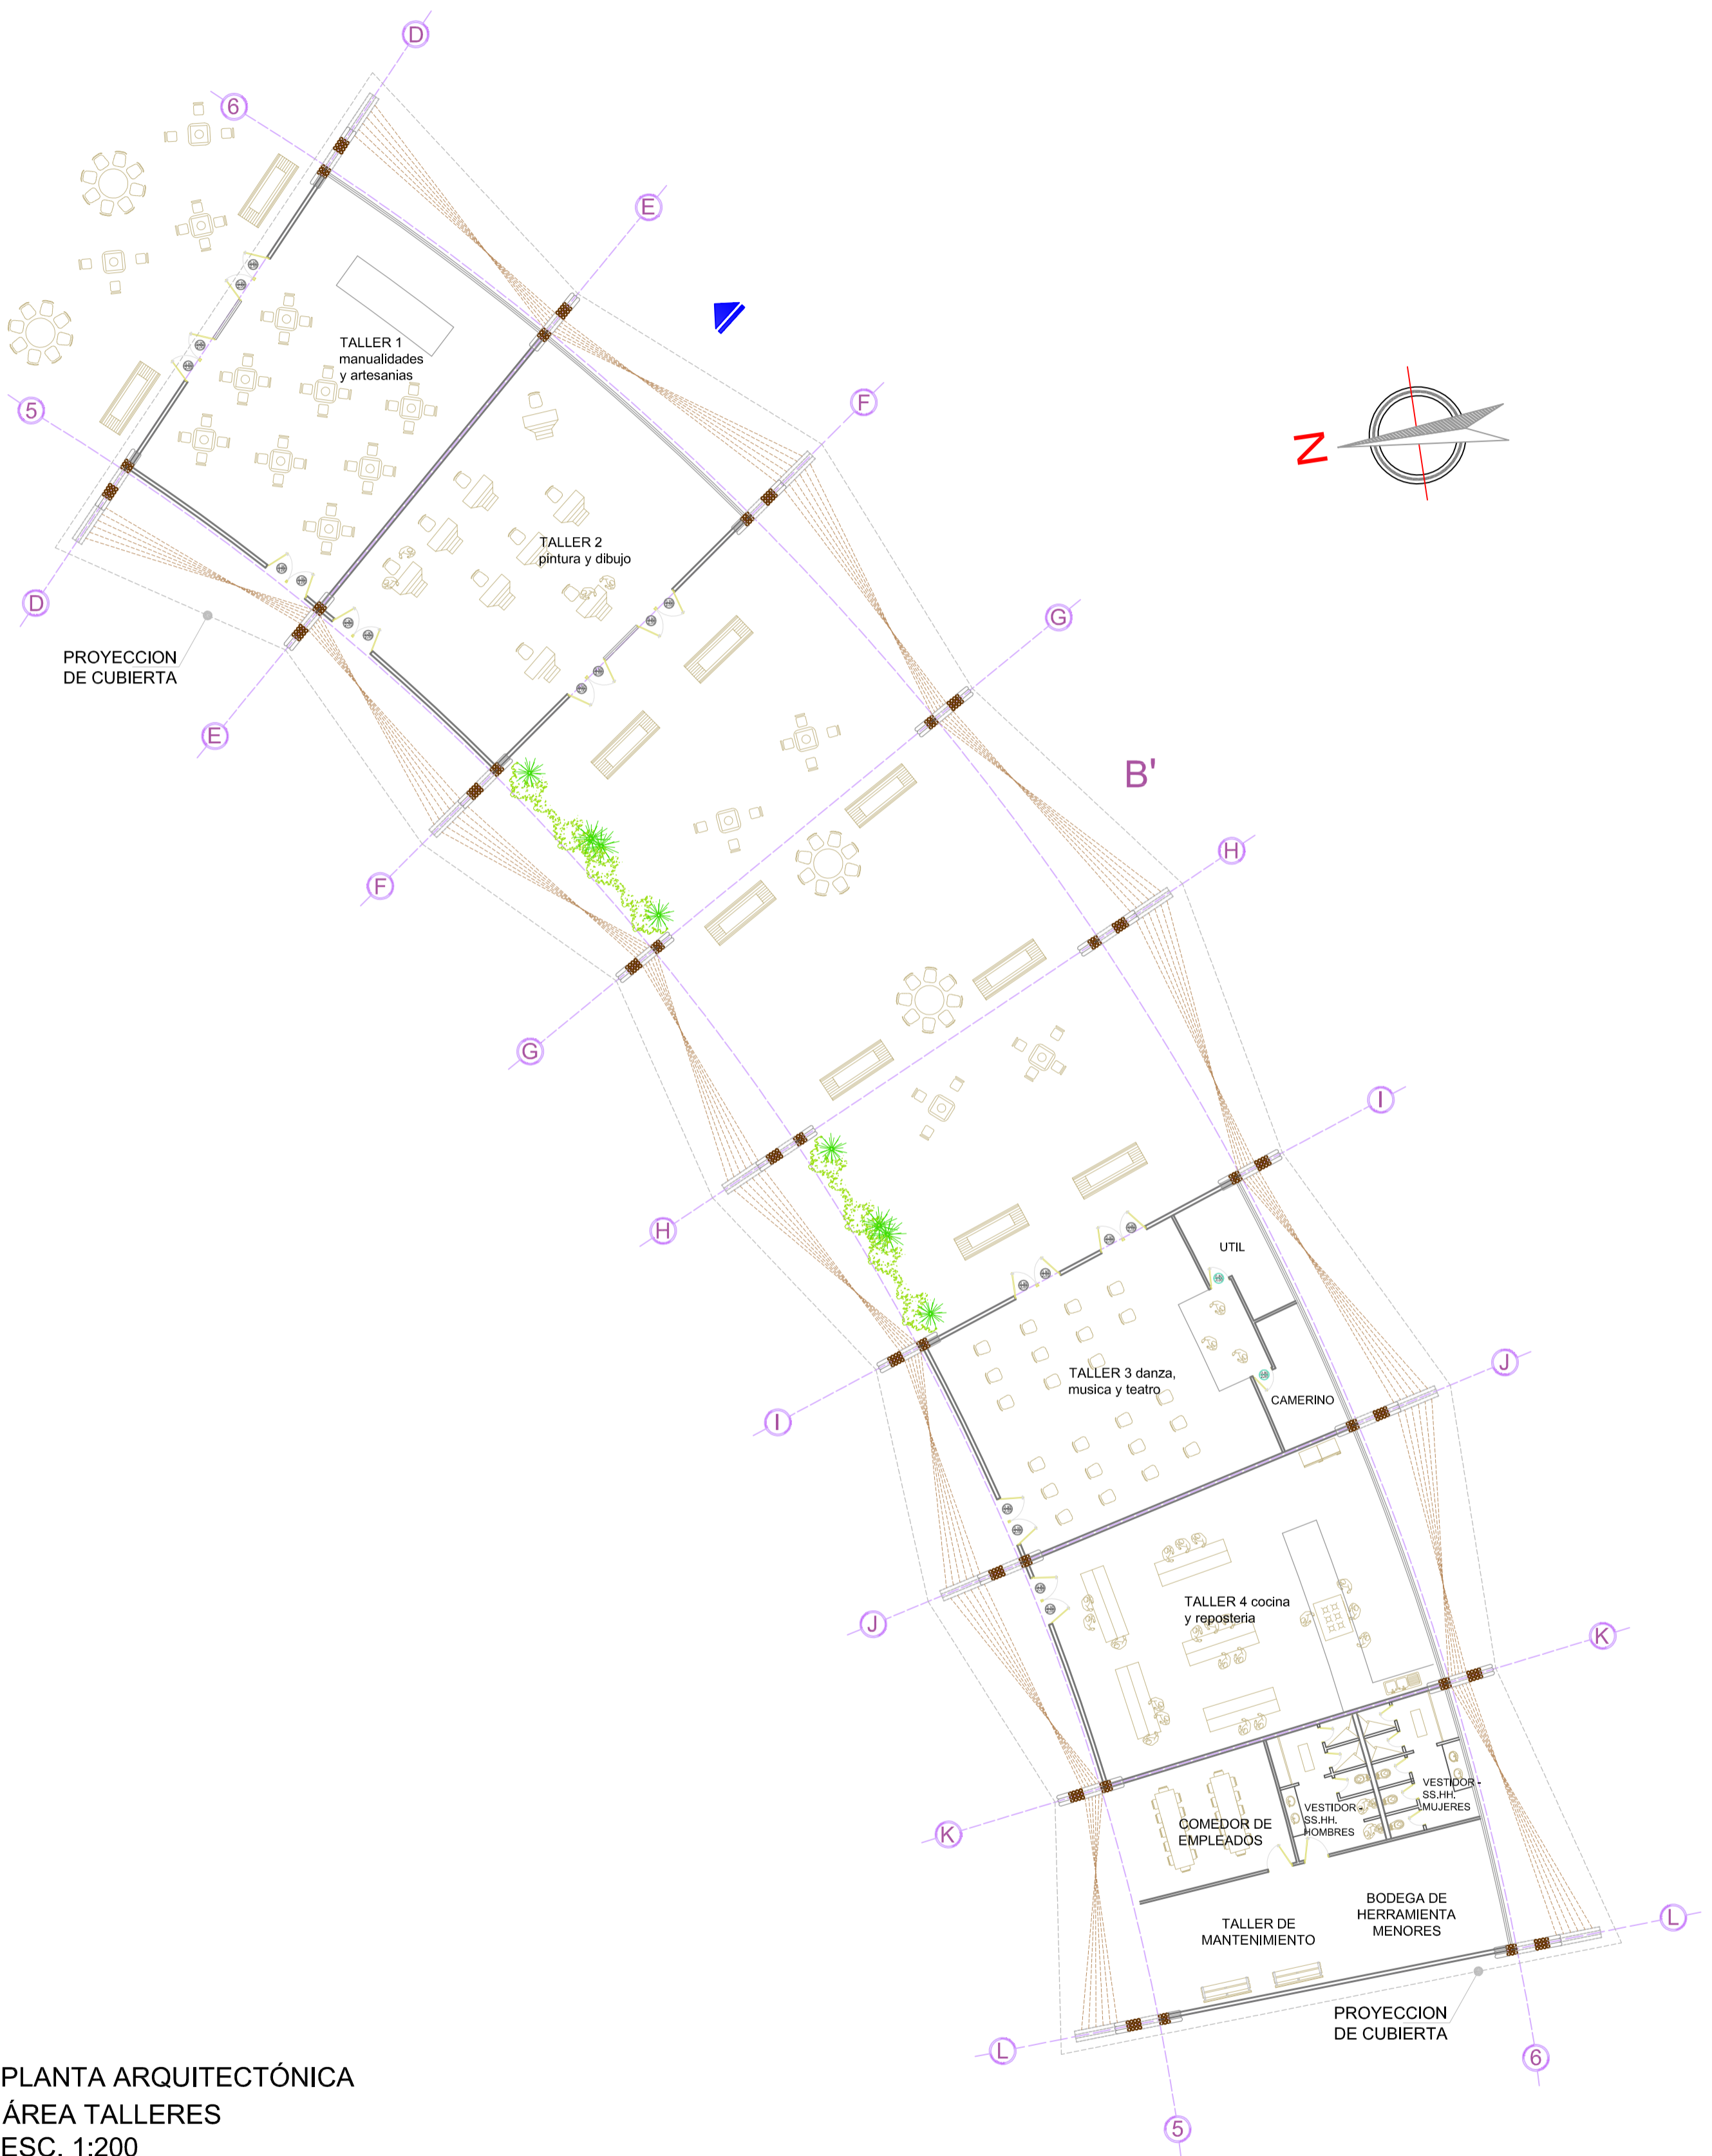 D
6
E
F
TALLER 1
manualidades
y artesanias
N
5
TALLER 2
pintura y dibujo
D
G
PROYECCION
DE CUBIERTA
E
B'
H
F
G
I
H
UTIL
J
TALLER 3 danza,
musica y teatro
CAMERINO
I
TALLER 4 cocina
y reposteria
J
K
VESTIDOR -
SS.HH.
MUJERES
VESTIDOR -
SS.HH.
HOMBRES
COMEDOR DE
EMPLEADOS
K
BODEGA DE
HERRAMIENTA
MENORES
TALLER DE
MANTENIMIENTO
L
PROYECCION
DE CUBIERTA
L
6
5
PLANTA ARQUITECTÓNICA
ÁREA TALLERES
ESC. 1:200